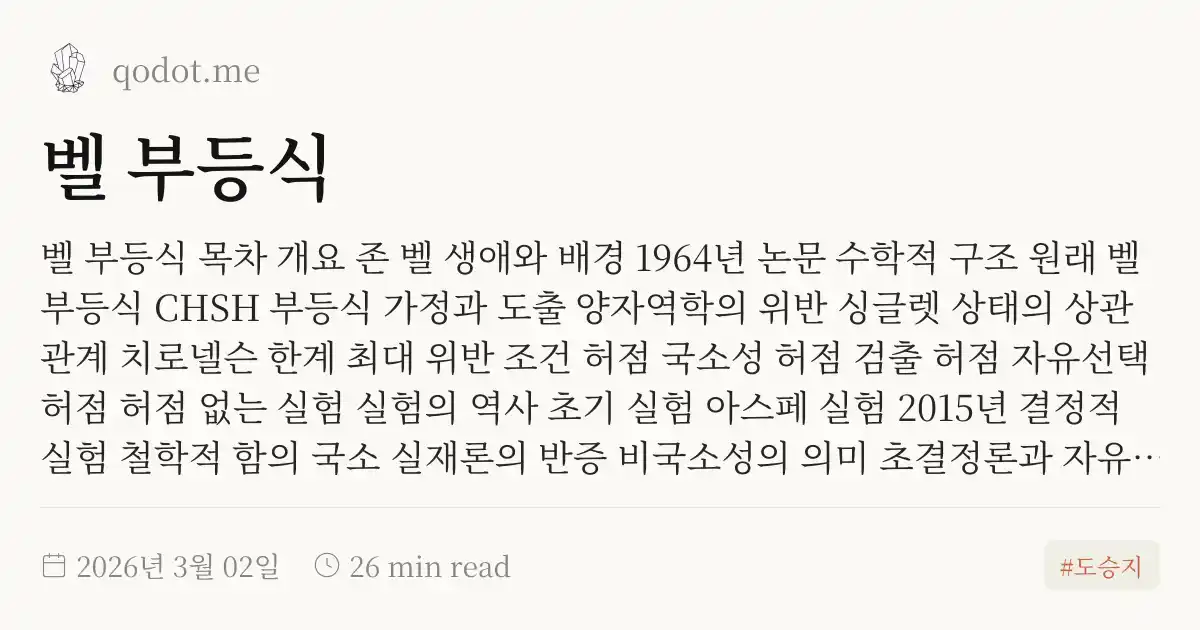 qodot.me
벨 부등식
벨 부등식 목차 개요 존 벨 생애와 배경 1964년 논문 수학적 구조 원래 벨
부등식 CHSH 부등식 가정과 도출 양자역학의 위반 싱글렛 상태의 상관
관계 치로넬슨 한계 최대 위반 조건 허점 국소성 허점 검출 허점 자유선택
허점 허점 없는 실험 실험의 역사 초기 실험 아스페 실험 2015년 결정적
실험 철학적 함의 국소 실재론의 반증 비국소성의 의미 초결정론과 자유…
2026년 3월 02일 26 min read #도승지